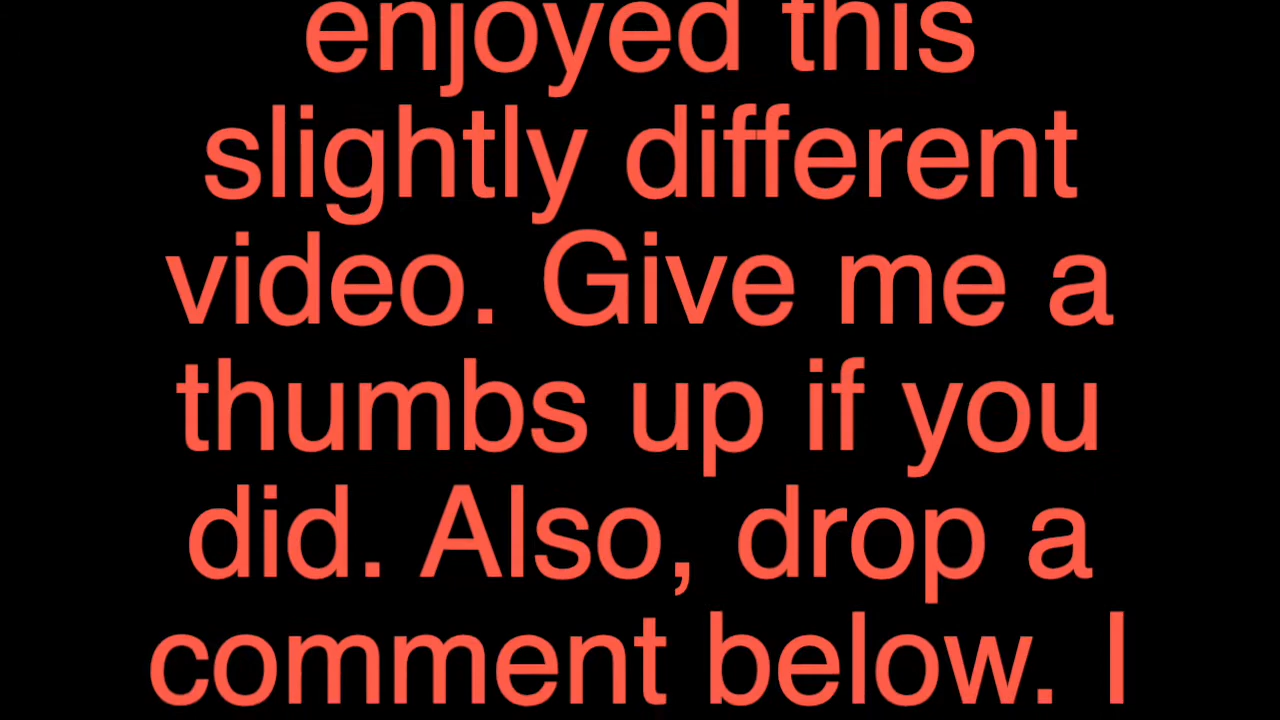 enjoyed this
slightly different
video. Give me a
thumbs up if you
did. Also, drop a
comment below. I